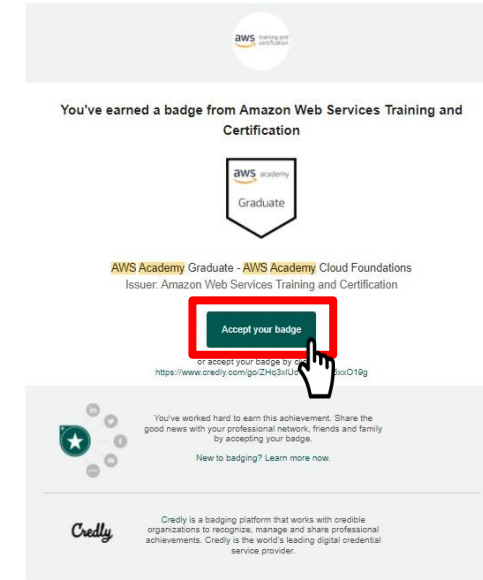 aws training and
certification
You've earned a badge from Amazon Web Services Training and
Certification
aws academy
Graduate
AWS Academy Graduate - AWS Academy Cloud Foundations
Issuer: Amazon Web Services Training and Certification
Accept your badge
or accept your badge by
https://www.credly.com/go/
You've worked hard to earn this achievement. Share the
good news with your professional network, friends and family
by accepting your badge.
New to badging? Learn more now.
Credly
Credly is a badging platform that works with credible
organizations to recognize, manage and share professional
achievements. Credly is the world's leading digital credential
service provider.